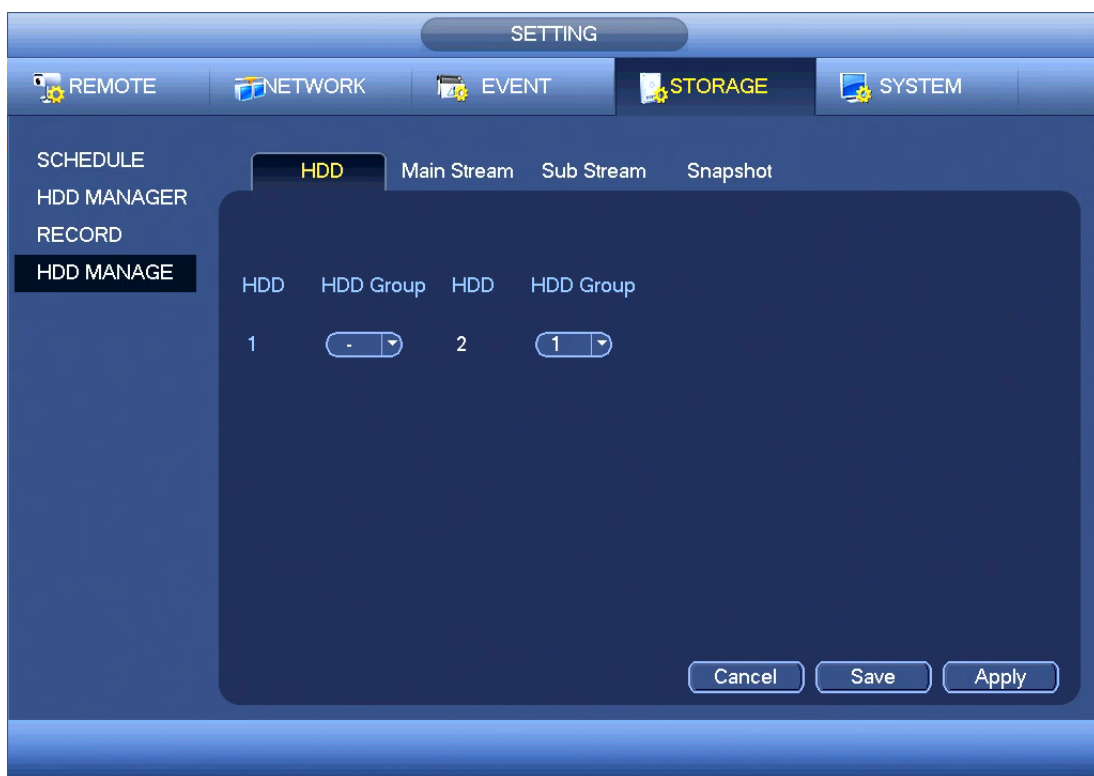 SETTING
REMOTE NETWORK EVENT STORAGE SYSTEM
SCHEDULE
HDD MANAGER
RECORD
HDD MANAGE
HDD Main Stream Sub Stream Snapshot
HDD HDD Group HDD HDD Group
1 - 2 1
Cancel Save Apply